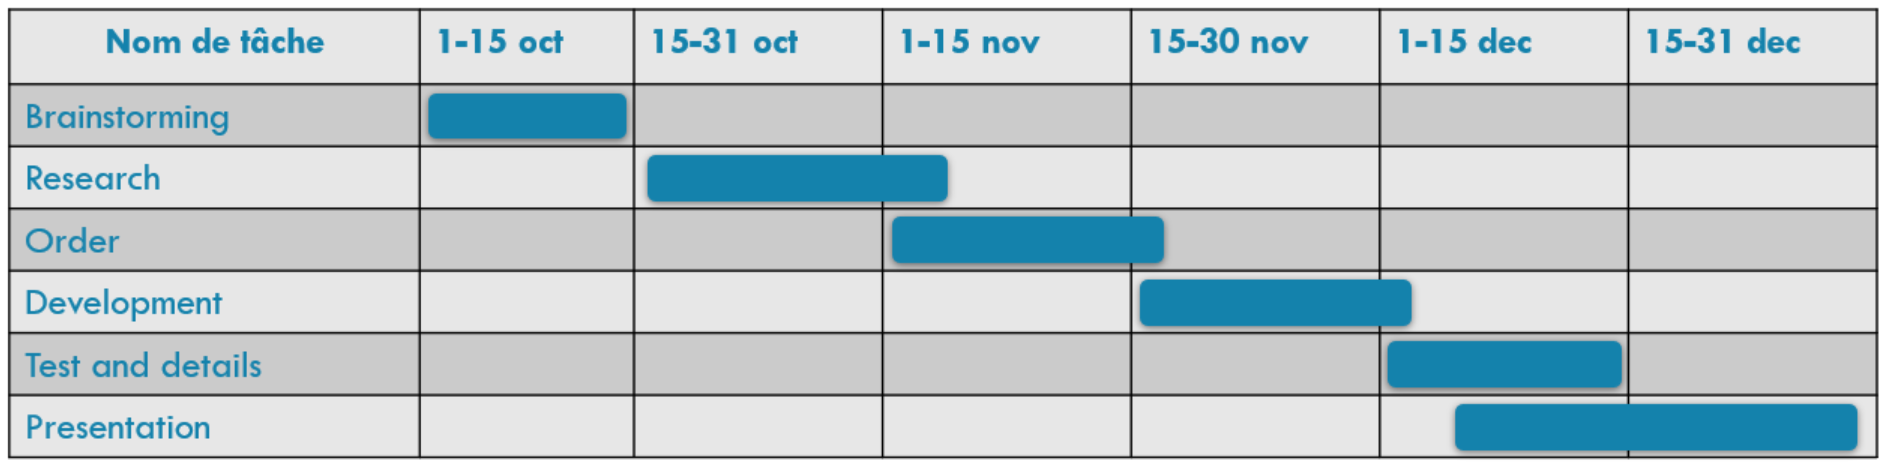 Nom de tâche 1-15 oct 15-31 oct 1-15 nov 15-30 nov 1-15 dec 15-31 dec
Brainstorming
Research
Order
Development
Test and details
Presentation